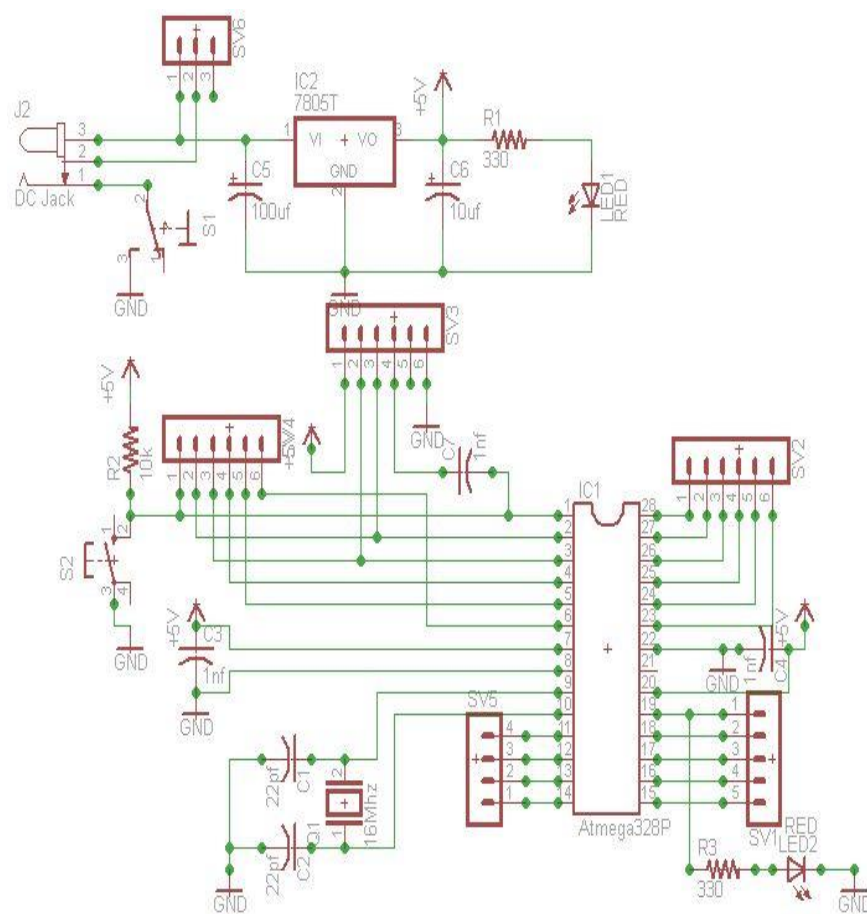 SV6
1 2 3
IC2
7805T
J2
3
2
1
DC Jack
1 VI VO 3
GND
2
C5
100uf
+5V
C6
10uf
R1
330
LED1
RED
2
S1
3 1
GND
GND
SV3
1 2 3 4 5 6
GND
+5V
R2
10k
SV4
1 2 3 4 5 6
+5V
C7
1nf
SV2
1 2 3 4 5 6
IC1
1 28
2 27
3 26
4 25
5 24
6 23
7 22
8 21
9 20
10 19
11 18
12 17
13 16
4 15
Atmega328P
S2
1 2
3 4
GND
+5V
C3
1nf
GND
GND
1nf
C4
+5V
SV5
4
3
2
1
1
2
3
4
5
SV1
22pf
C1
2
Q1
1
16Mhz
22pf
C2
GND
R3
330
RED
LED2
GND